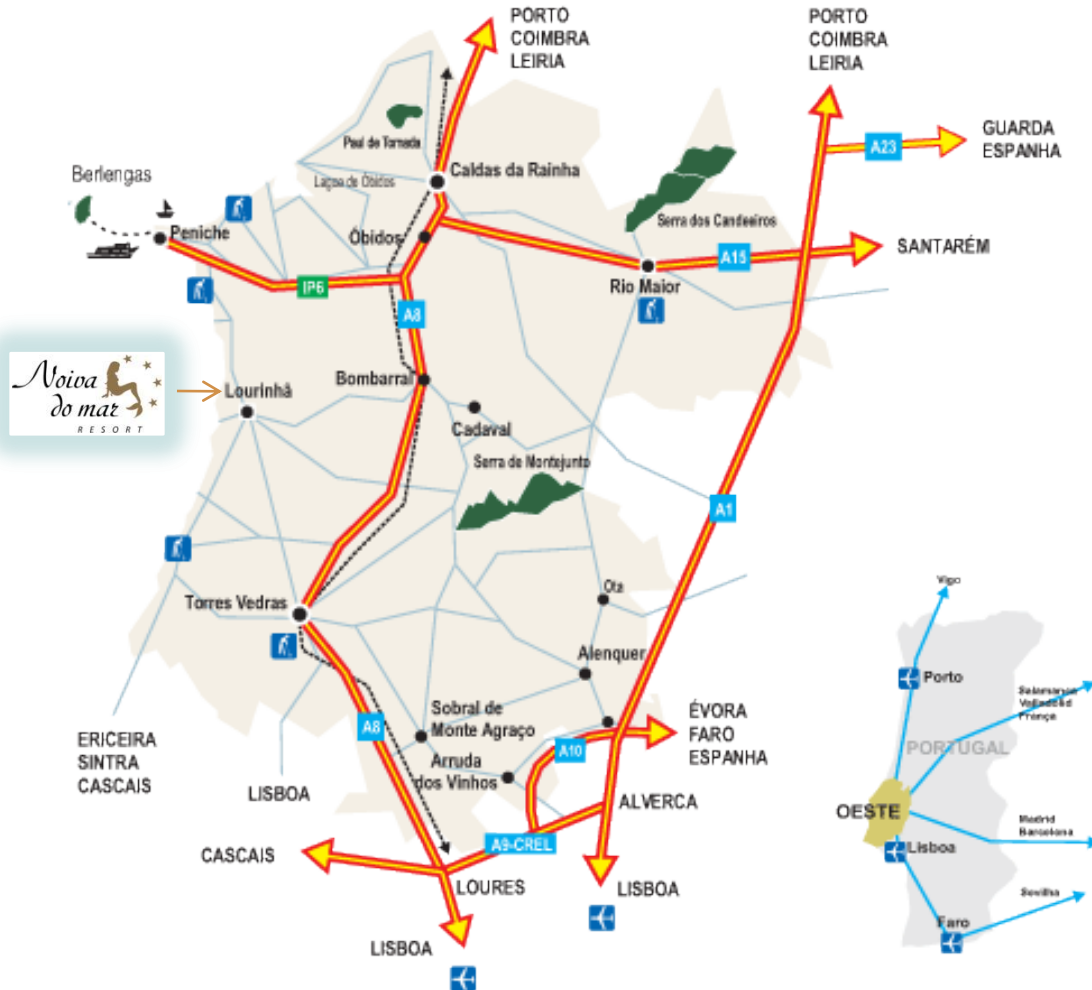 PORTO
COIMBRA
LEIRIA
PORTO
COIMBRA
LEIRIA
GUARDA
ESPANHA
A23
Paul de Tornada
Caldas da Rainha
Lagoa de Óbidos
Berlengas
Peniche
Óbidos
Serra dos Candeeiros
SANTARÉM
A15
Rio Maior
IP6
A8
Noiva
do mar
RESORT
Lourinhã
Bombarral
Cadaval
Serra de Montejunto
A1
Torres Vedras
Ota
Alenquer
A8
Sobral de
Monte Agraço
ÉVORA
FARO
ESPANHA
A10
Arruda
dos Vinhos
ERICEIRA
SINTRA
CASCAIS
LISBOA
ALVERCA
A9-CREL
CASCAIS
LOURES
LISBOA
LISBOA
Vigo
Porto
Salamanca
Valladolid
França
PORTUGAL
OESTE
Madrid
Barcelona
Lisboa
Sevilha
Faro